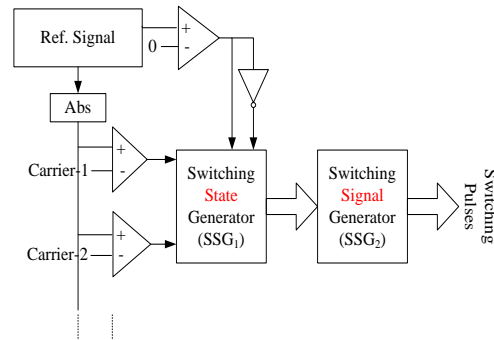 Ref. Signal
+
0 -
Abs
+
Carrier-1 -
+
Carrier-2 -
Switching
State
Generator
(SSG₁)
Switching
Signal
Generator
(SSG₂)
Switching
Pulses